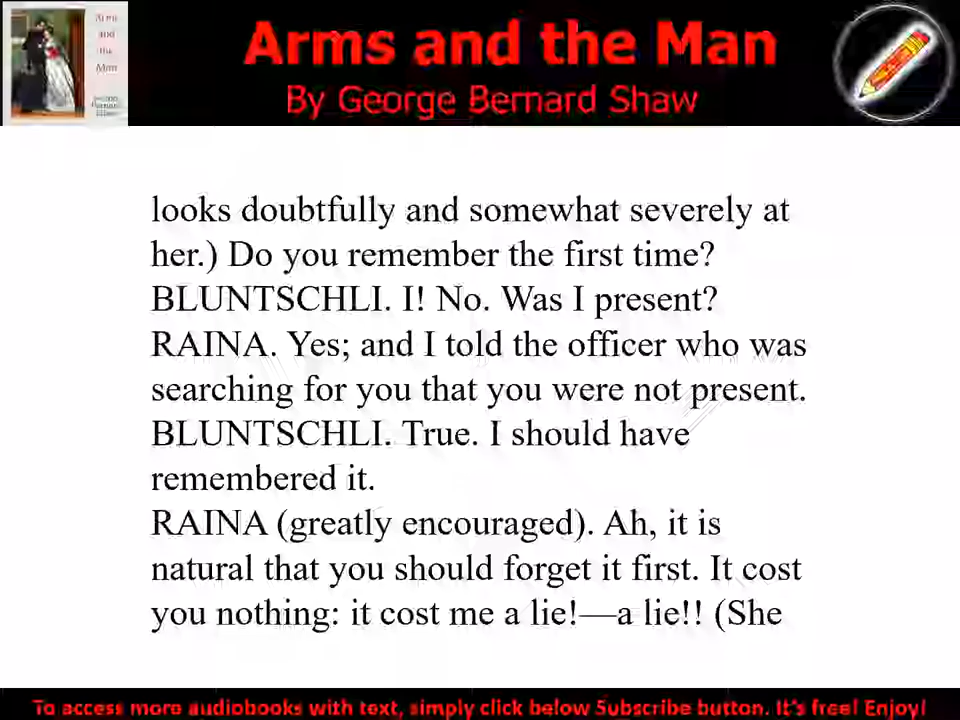 Arms
and
the
Man
Arms and the Man
By George Bernard Shaw
looks doubtfully and somewhat severely at
her.) Do you remember the first time?
BLUNTSCHLI. I! No. Was I present?
RAINA. Yes; and I told the officer who was
searching for you that you were not present.
BLUNTSCHLI. True. I should have
remembered it.
RAINA (greatly encouraged). Ah, it is
natural that you should forget it first. It cost
you nothing: it cost me a lie!—a lie!! (She
To access more audiobooks with text, simply click below Subscribe button. It's free! Enjoy!